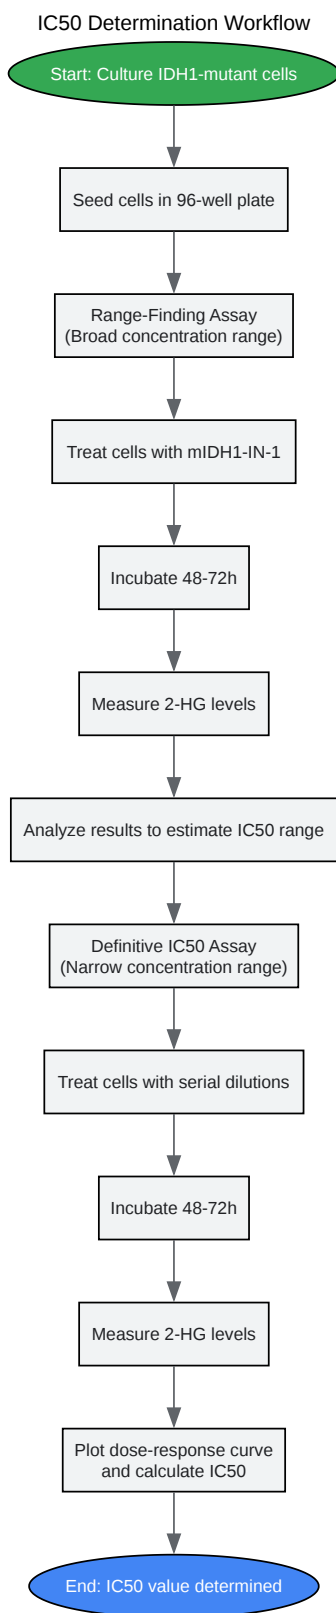 IC50 Determination Workflow
Start: Culture IDH1-mutant cells
Seed cells in 96-well plate
Range-Finding Assay
(Broad concentration range)
Treat cells with mIDH1-IN-1
Incubate 48-72h
Measure 2-HG levels
Analyze results to estimate IC50 range
Definitive IC50 Assay
(Narrow concentration range)
Treat cells with serial dilutions
Incubate 48-72h
Measure 2-HG levels
Plot dose-response curve
and calculate IC50
End: IC50 value determined